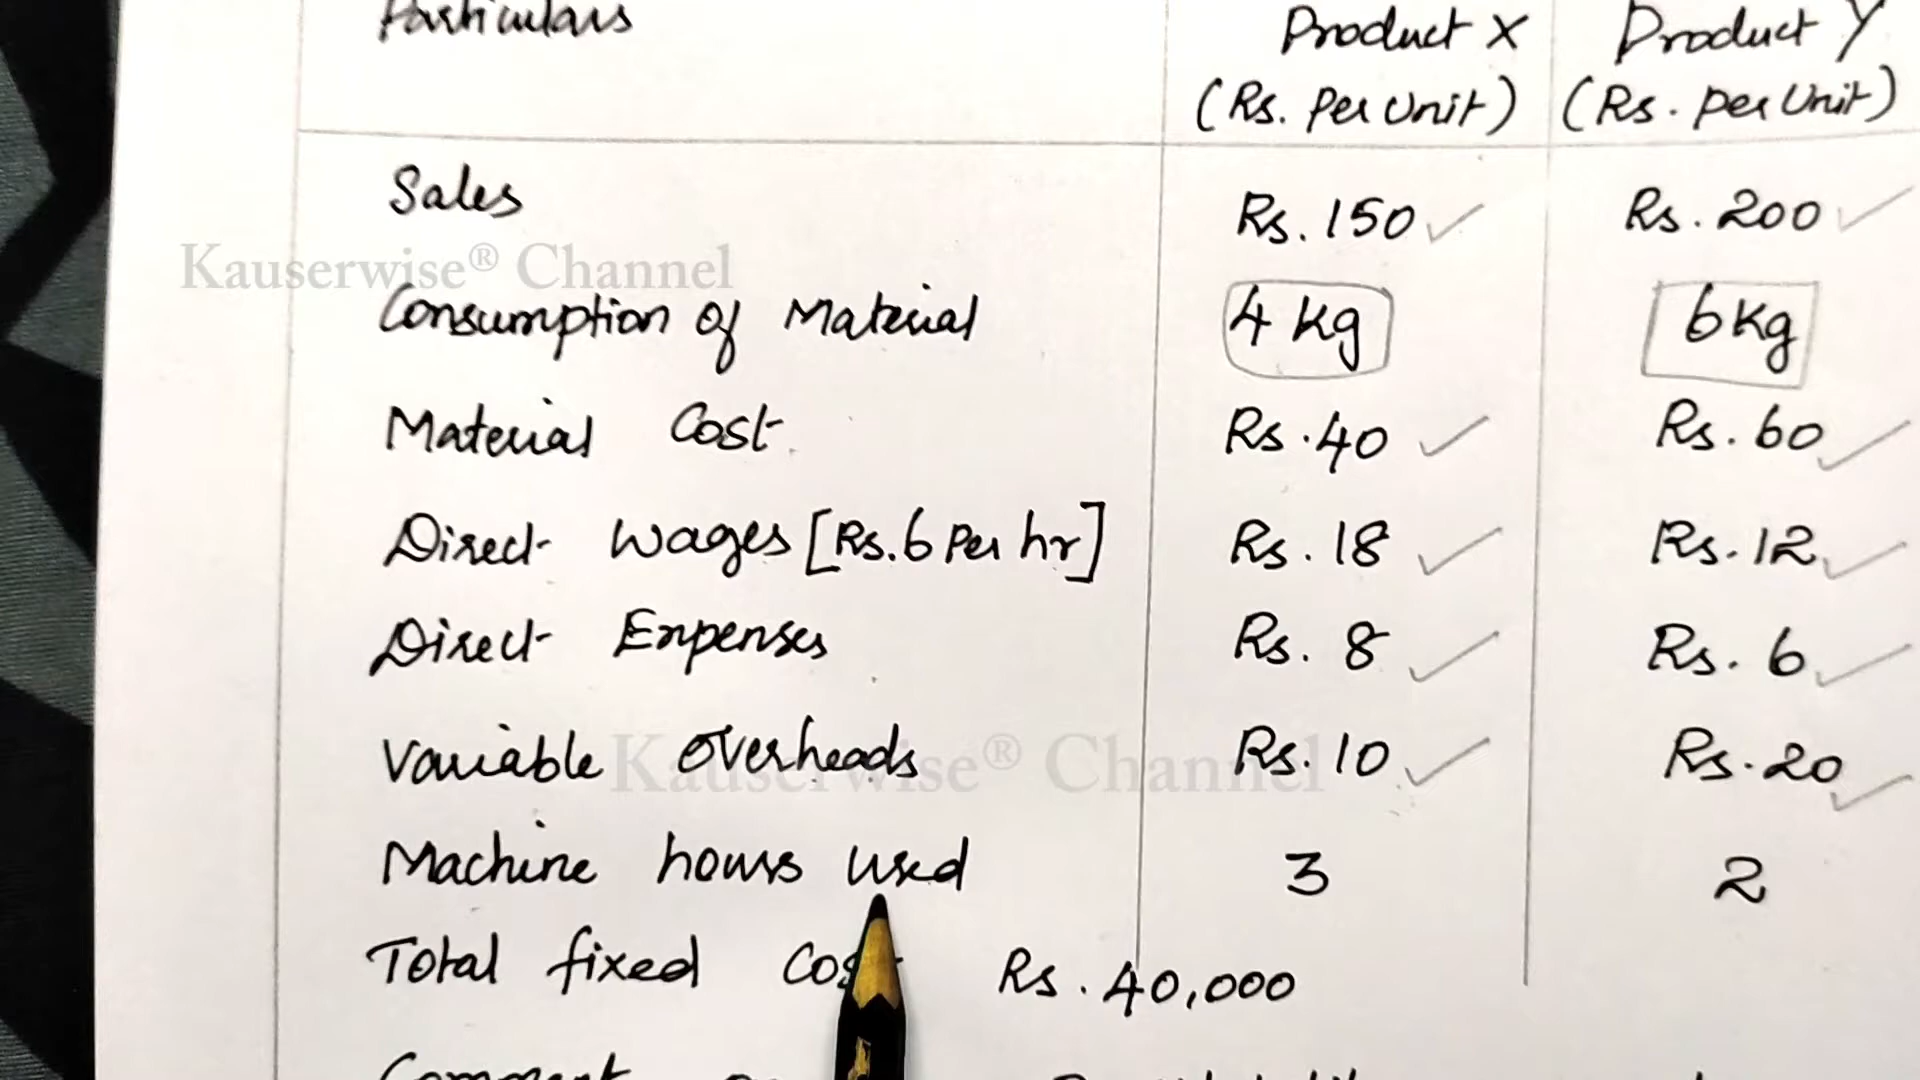 Particulars Product X Product Y
(Rs. Per Unit) (Rs. Per Unit)
Sales Rs. 150 Rs. 200
Kauserwise® Channel
Consumption of Material 4 Kg 6 Kg
Material Cost Rs. 40 Rs. 60
Direct Wages [Rs. 6 Per hr] Rs. 18 Rs. 12
Direct Expenses Rs. 8 Rs. 6
Variable Overheads Rs. 10 Rs. 20
Kauserwise® Channel
Machine hours used 3 2
Total fixed Rs. 40,000